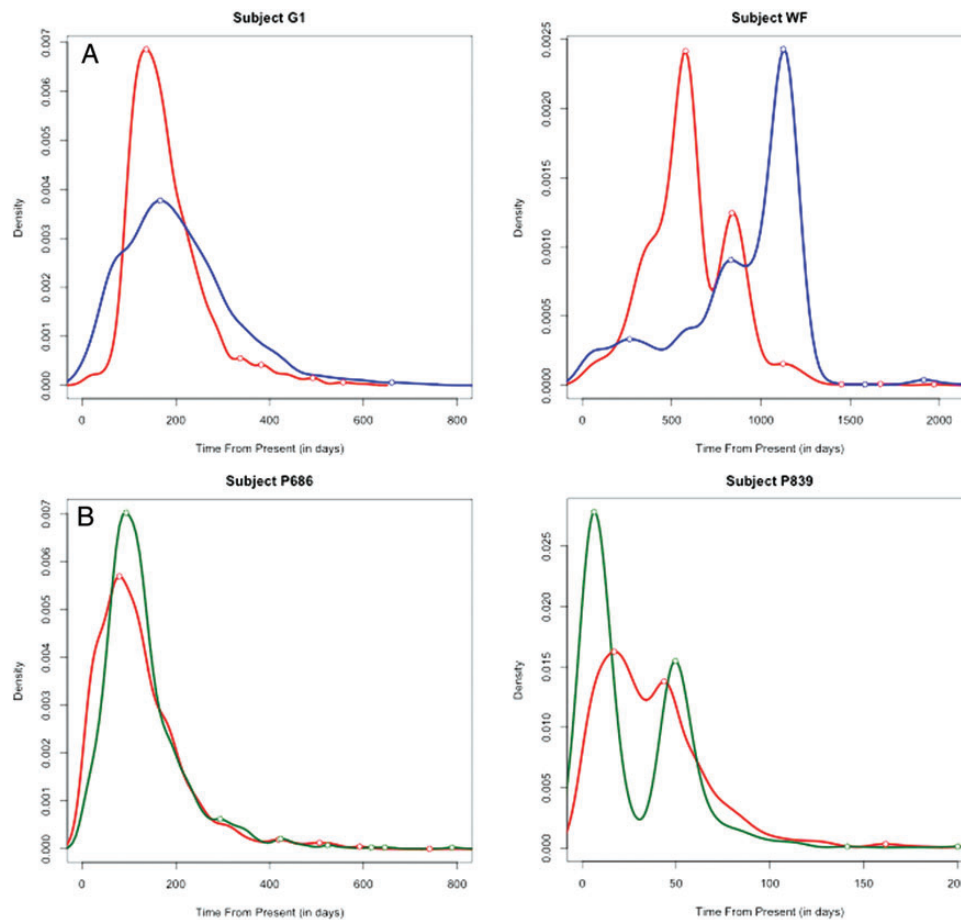 Subject G1
A
0.007
0.006
0.005
0.004
0.003
0.002
0.001
0.000
Density
0 200 400 600 800
Time From Present (in days)
Subject WF
0.0025
0.0020
0.0015
0.0010
0.0005
0.0000
Density
0 500 1000 1500 2000
Time From Present (in days)
Subject P686
B
0.007
0.006
0.005
0.004
0.003
0.002
0.001
0.000
Density
0 200 400 600 800
Time From Present (in days)
Subject P839
0.025
0.020
0.015
0.010
0.005
0.000
Density
0 50 100 150 200
Time From Present (in days)